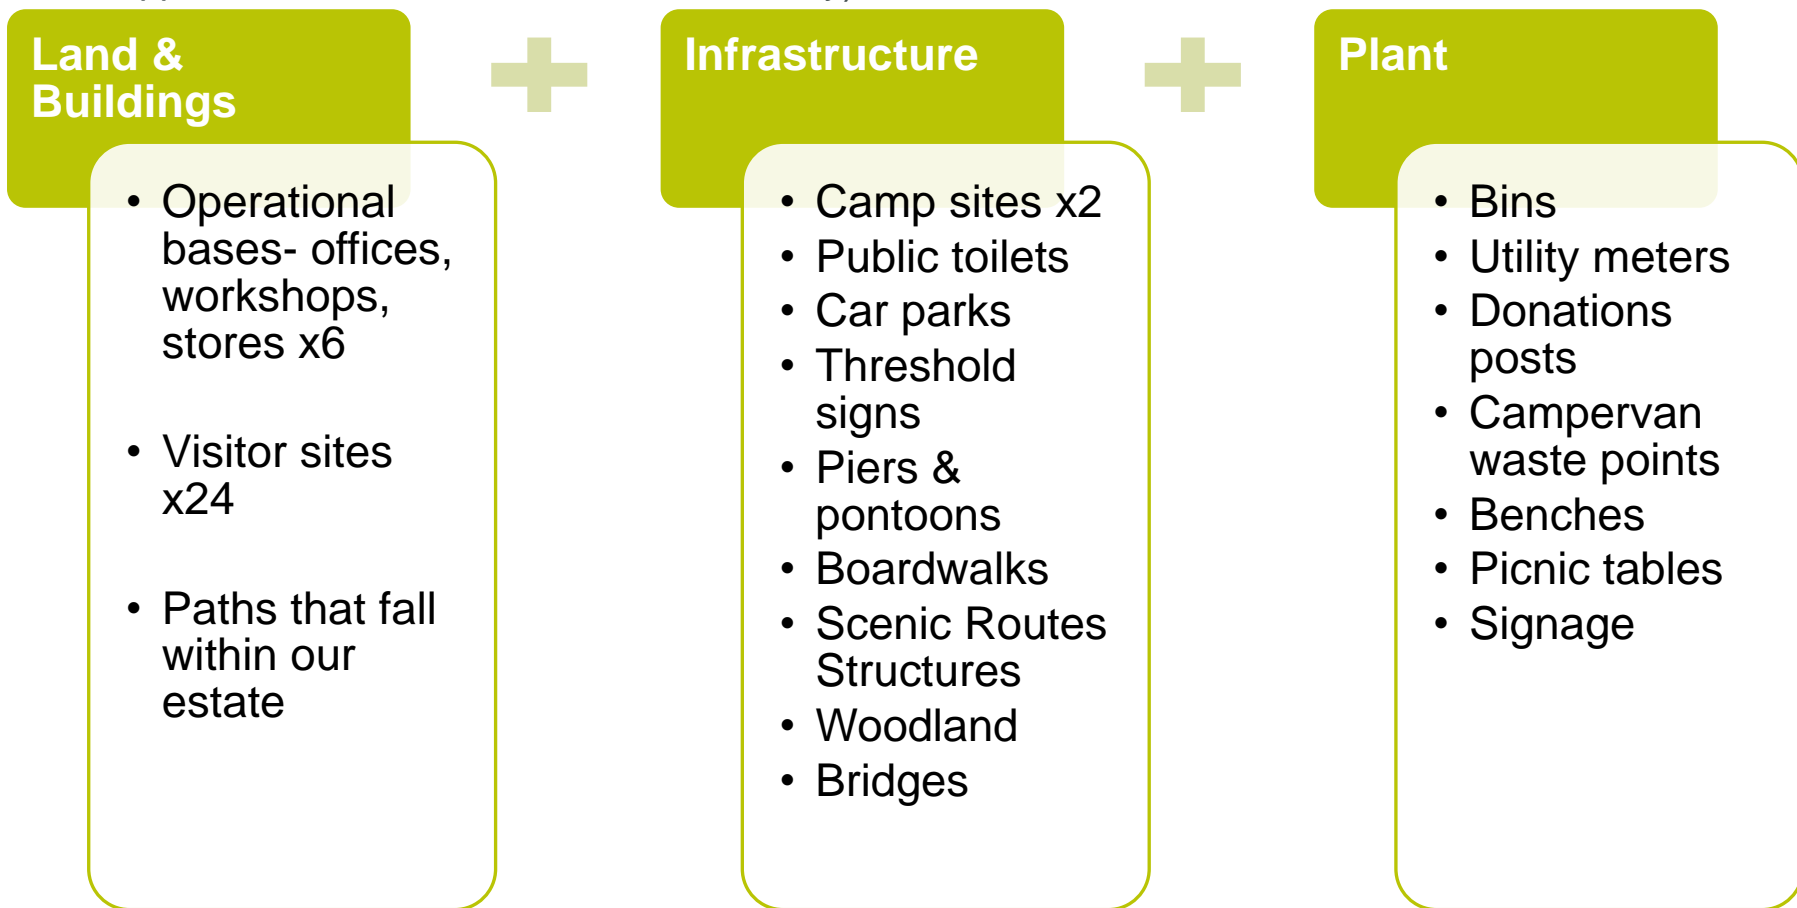 Land &
Buildings
• Operational
bases- offices,
workshops,
stores x6
• Visitor sites
x24
• Paths that fall
within our
estate
Infrastructure
• Camp sites x2
• Public toilets
• Car parks
• Threshold
signs
• Piers &
pontoons
• Boardwalks
• Scenic Routes
Structures
• Woodland
• Bridges
Plant
• Bins
• Utility meters
• Donations
posts
• Campervan
waste points
• Benches
• Picnic tables
• Signage